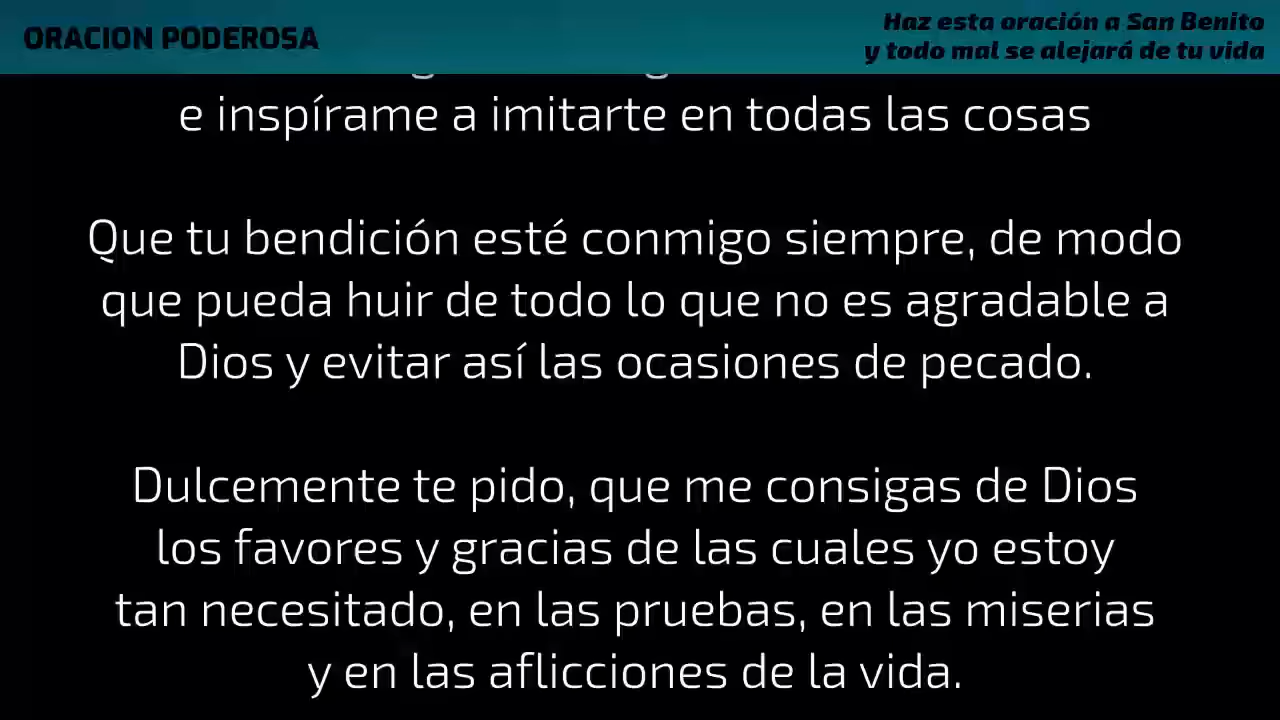 ORACION PODEROSA
Haz esta oración a San Benito
y todo mal se alejará de tu vida
e inspírame a imitarte en todas las cosas
Que tu bendición esté conmigo siempre, de modo
que pueda huir de todo lo que no es agradable a
Dios y evitar así las ocasiones de pecado.
Dulcemente te pido, que me consigas de Dios
los favores y gracias de las cuales yo estoy
tan necesitado, en las pruebas, en las miserias
y en las aflicciones de la vida.